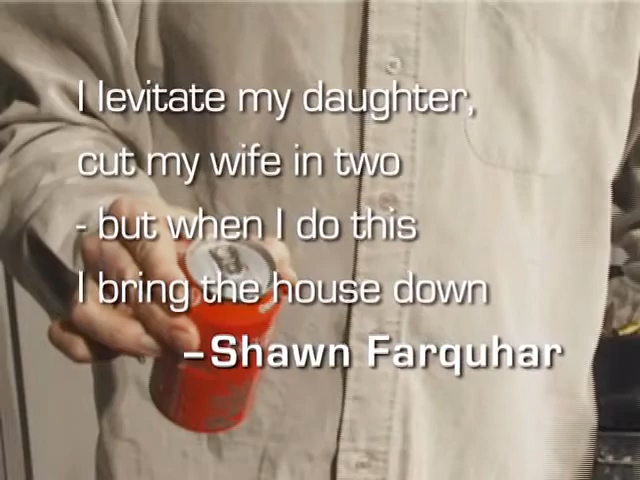 I levitate my daughter,
cut my wife in two
- but when I do this
I bring the house down
–Shawn Farquhar